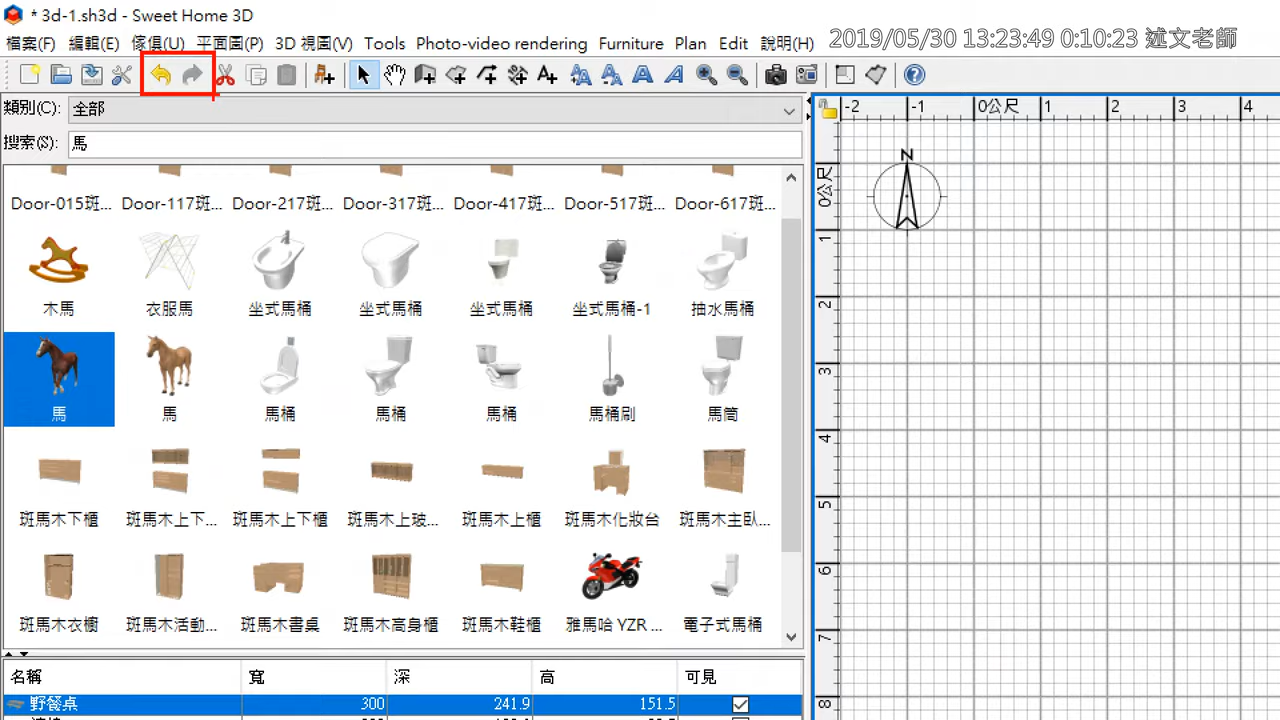 * 3d-1.sh3d - Sweet Home 3D
檔案(F) 編輯(E) 傢俱(U) 平面圖(P) 3D 視圖(V) Tools Photo-video rendering Furniture Plan Edit 說明(H)
2019/05/30 13:23:49 0:10:23 述文老師
類別(C): 全部
搜索(S): 馬
Door-015斑... Door-117斑... Door-217斑... Door-317斑... Door-417斑... Door-517斑... Door-617斑...
木馬 衣服馬 坐式馬桶 坐式馬桶 坐式馬桶 坐式馬桶-1 抽水馬桶
馬 馬 馬桶 馬桶 馬桶 馬桶刷 馬筒
斑馬木下櫃 斑馬木上下... 斑馬木上下櫃 斑馬木上玻... 斑馬木上櫃 斑馬木化妝台 斑馬木主臥...
斑馬木衣櫥 斑馬木活動... 斑馬木書桌 斑馬木高身櫃 斑馬木鞋櫃 雅馬哈 YZR ... 電子式馬桶
名稱 寬 深 高 可見
野餐点 300 241.9 151.5
-2 -1 0公尺 1 2 3 4
N
0公尺
1
2
3
4
5
6
7
8